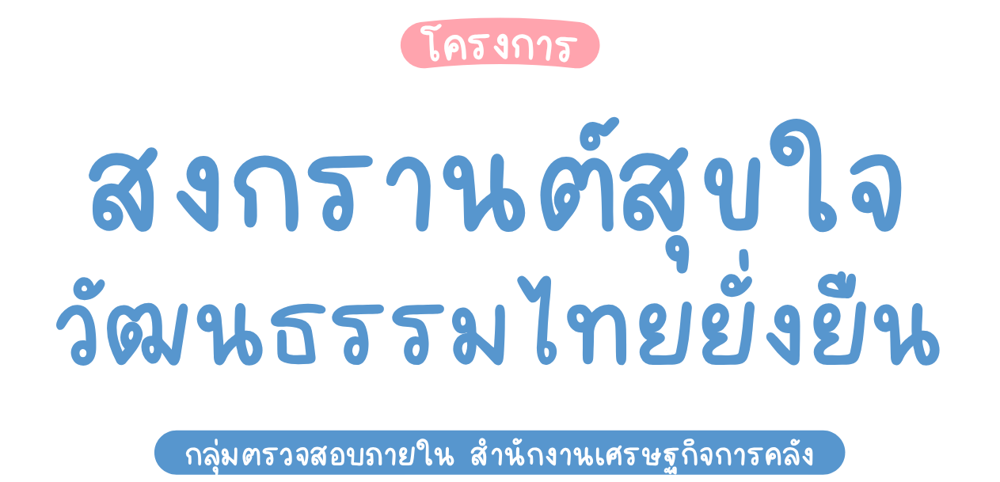 โครงการ
สงกรานต์สุขใจ
วัฒนธรรมไทยยั่งยืน
กลุ่มตรวจสอบภายใน สำนักงานเศรษฐกิจการคลัง